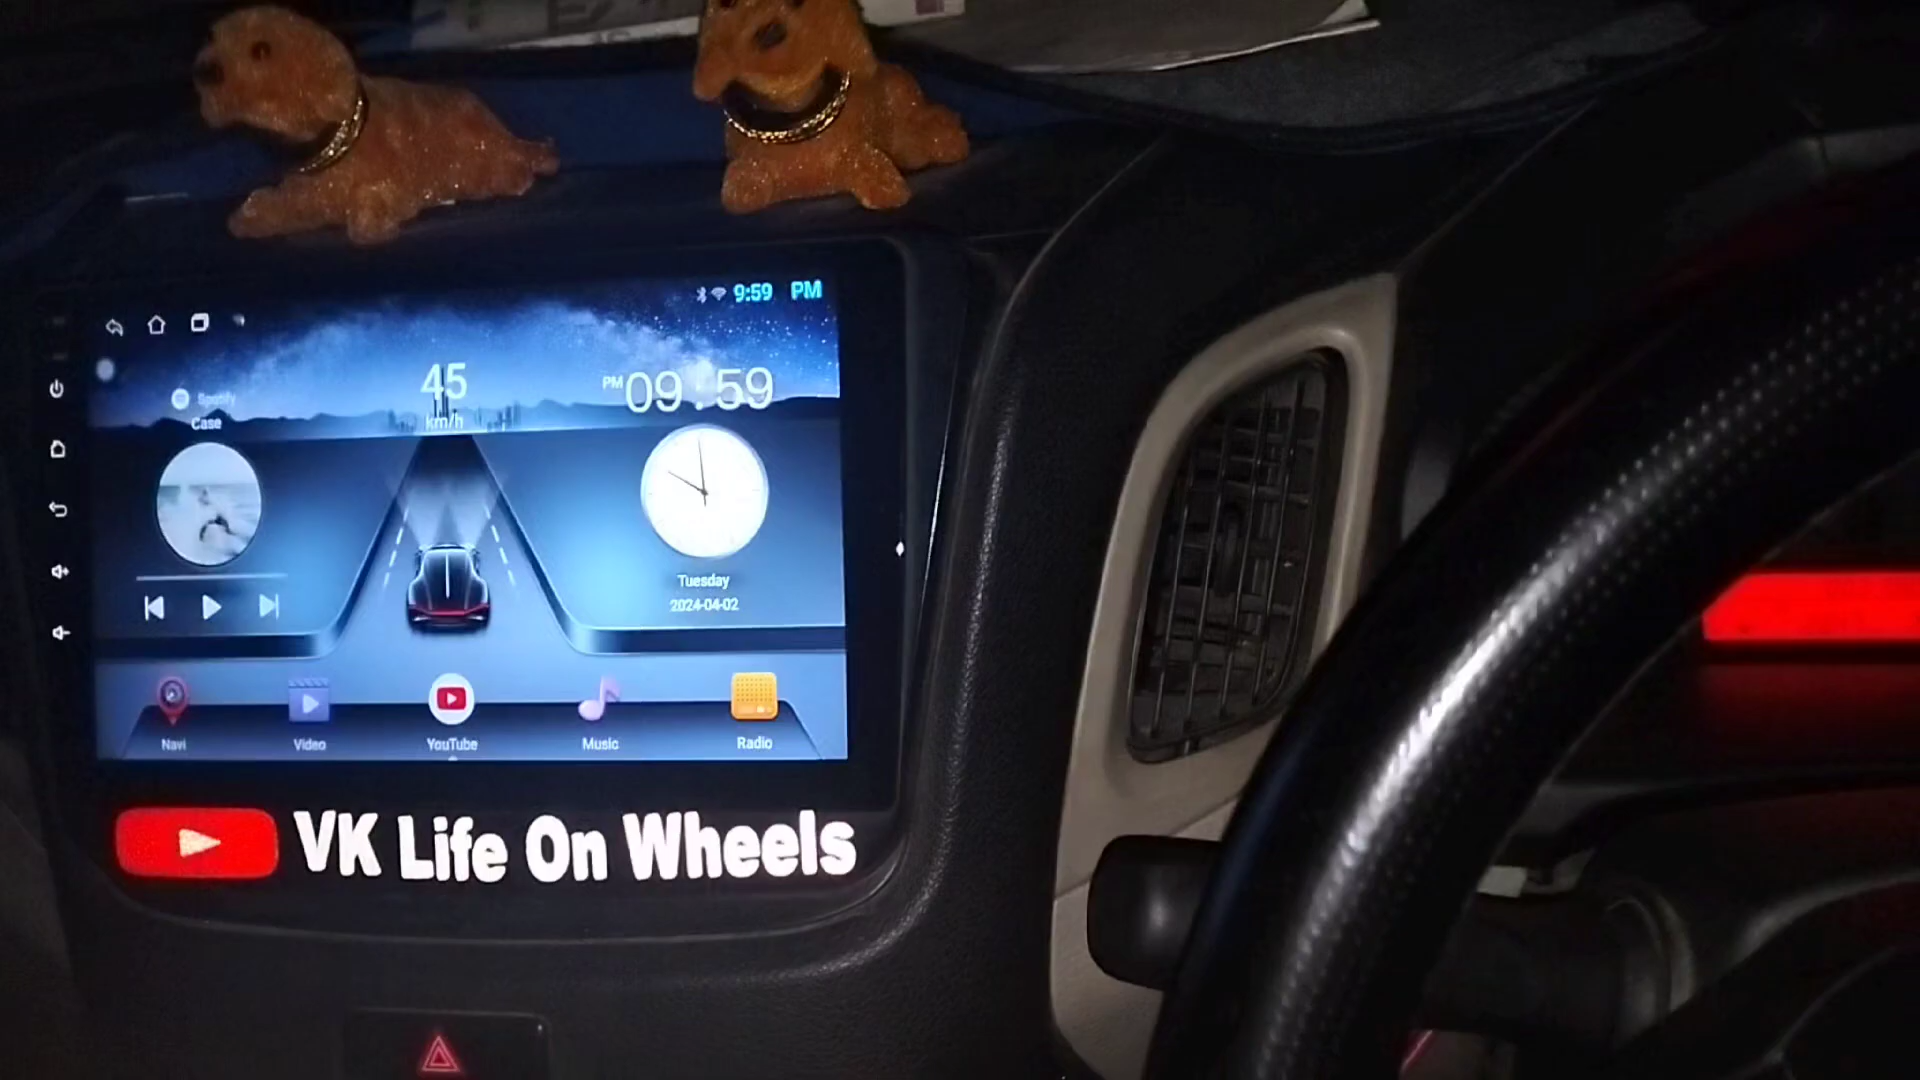 9:59 PM
45
km/h
PM 09:59
Spotify
Case
Tuesday
2024-04-02
Navi
Video
YouTube
Music
Radio
VK Life On Wheels